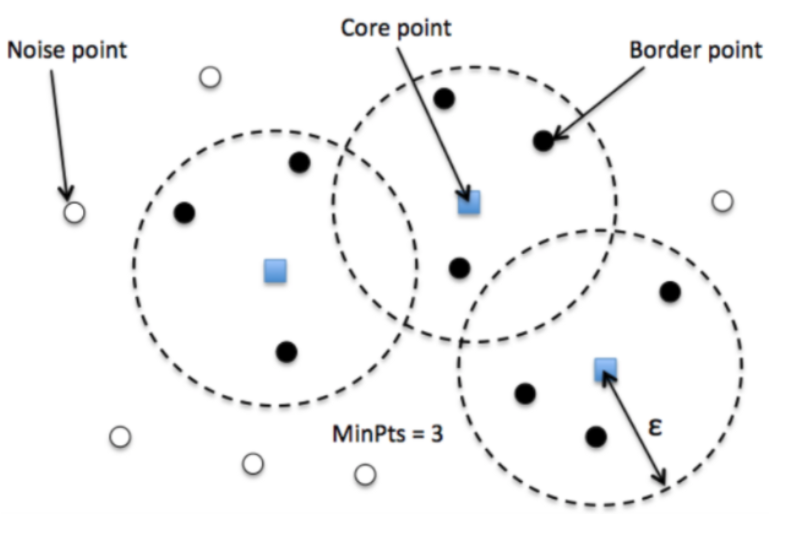 Core point
Noise point
Border point
MinPts = 3
ε